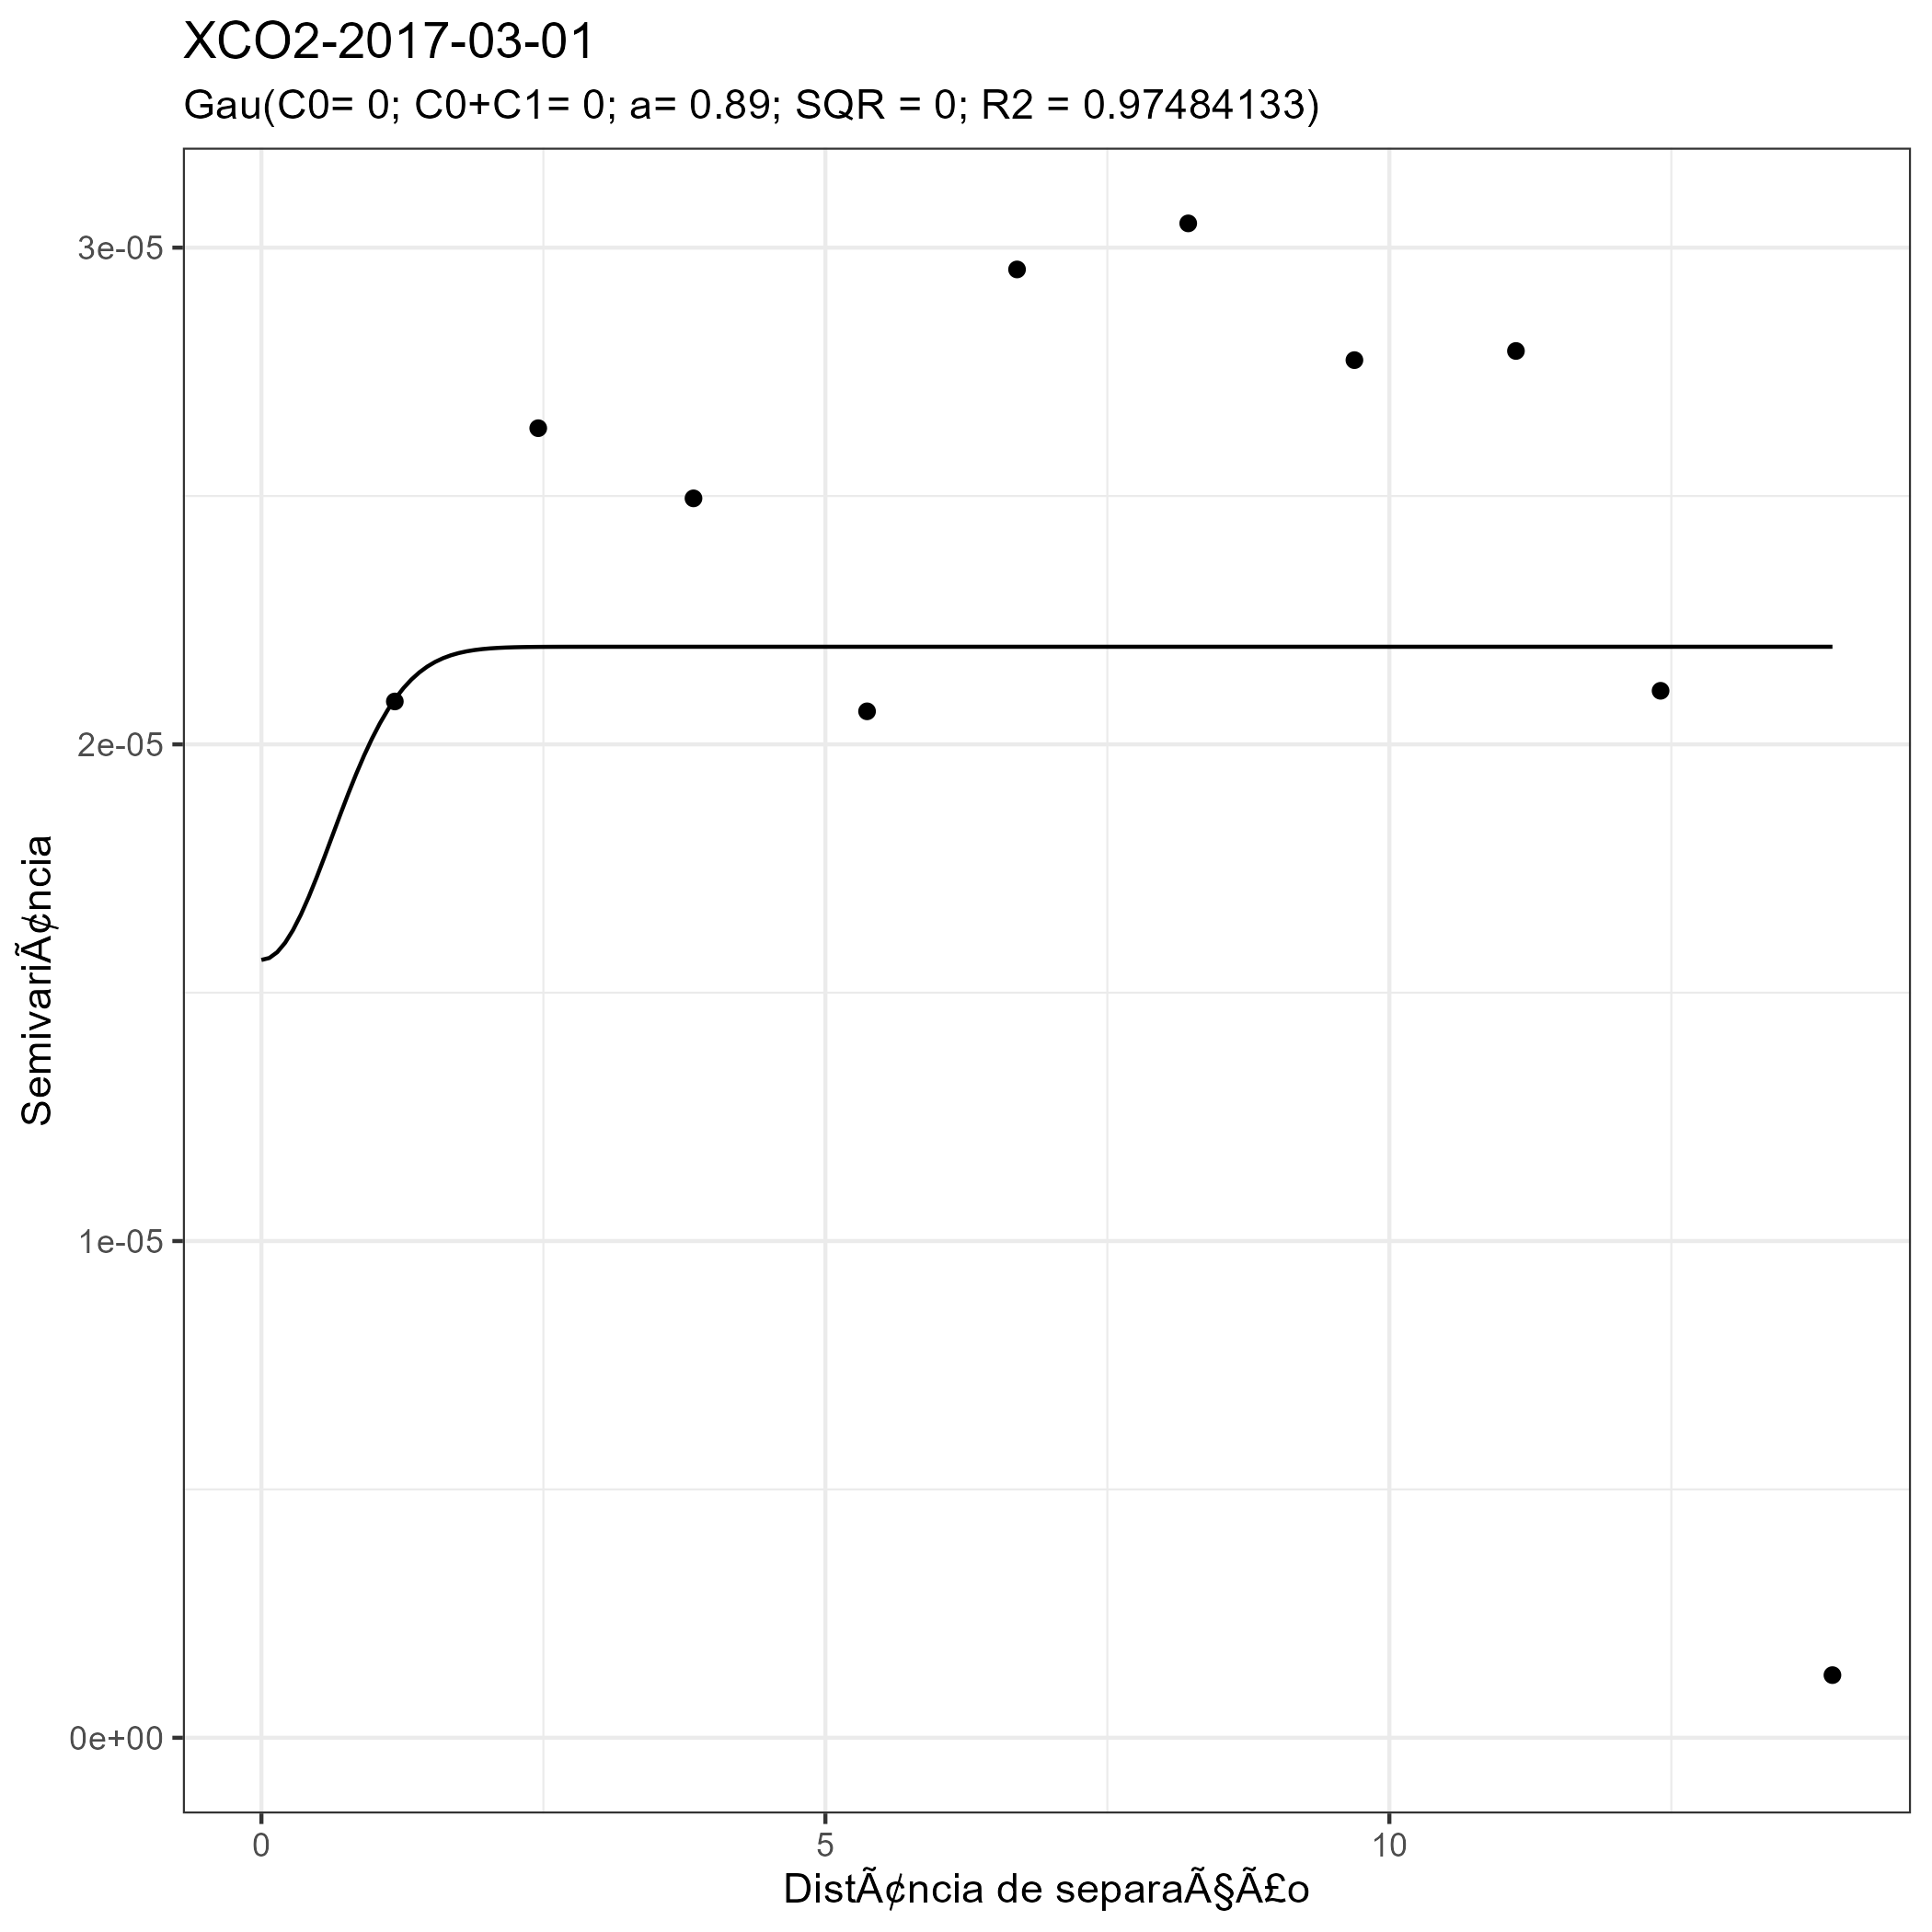 XCO2-2017-03-01
Gau(C0= 0; C0+C1= 0; a= 0.89; SQR = 0; R2 = 0.97484133)
3e-05
2e-05
1e-05
0e+00
SemivariÃ¢ncia
0
5
10
DistÃ¢ncia de separaÃ§Ã£o